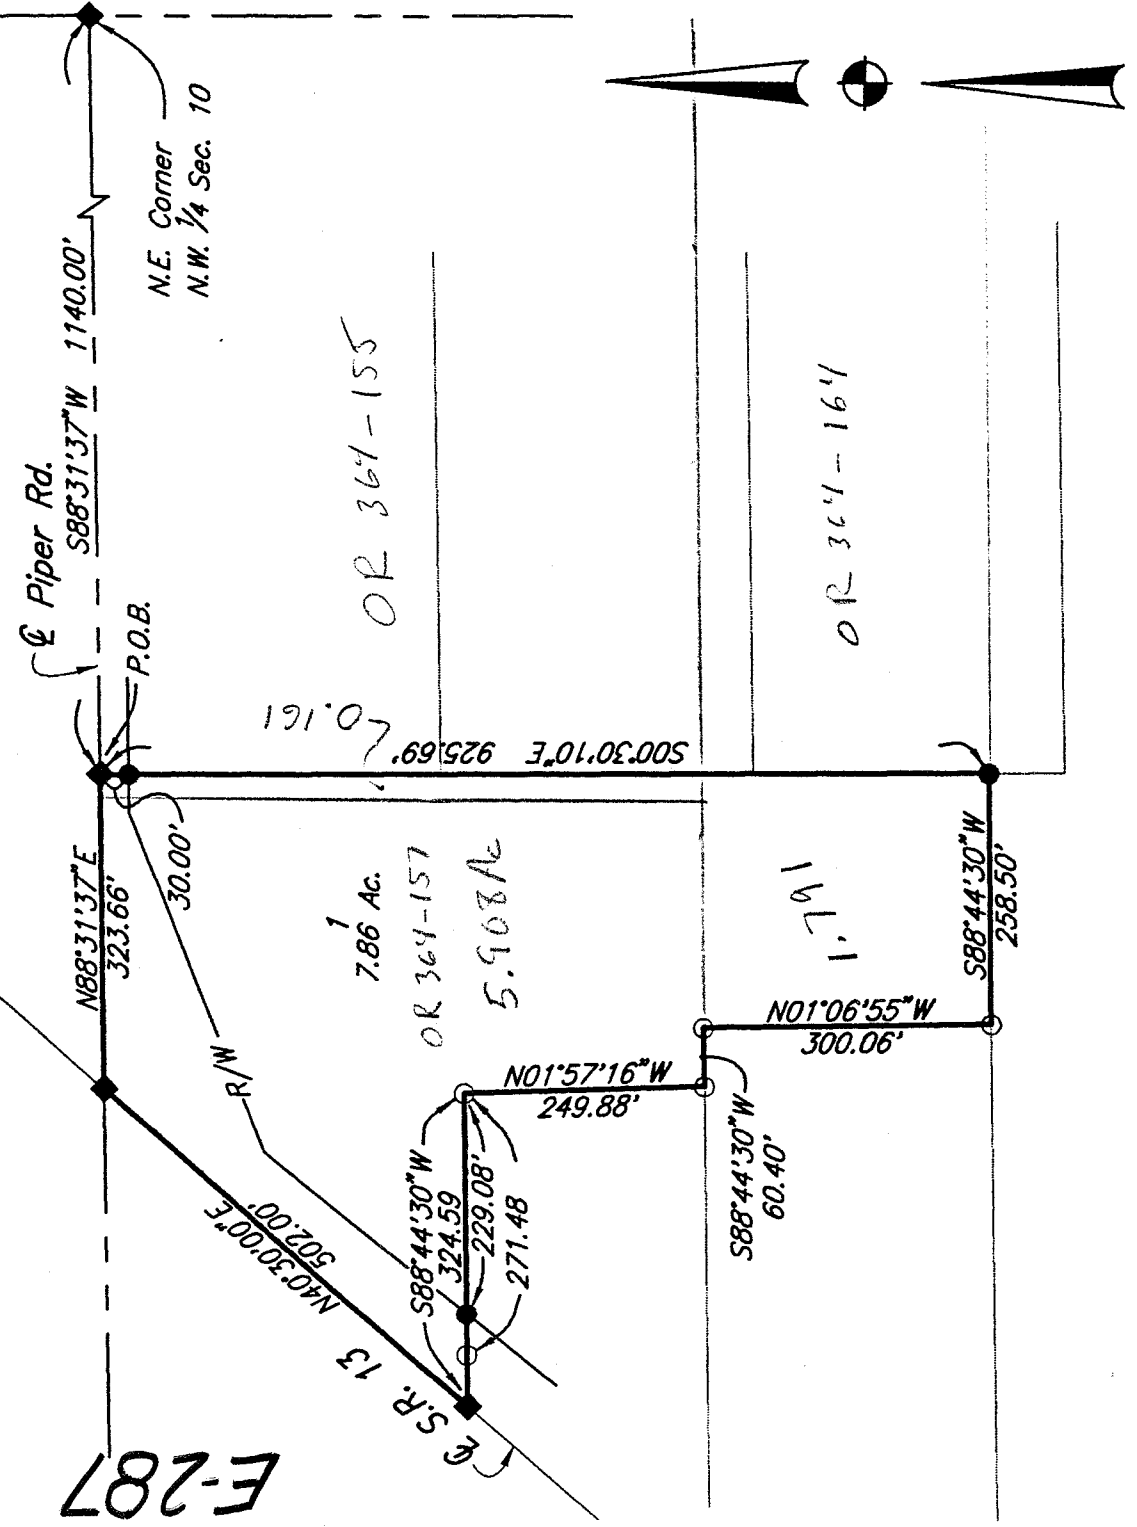 ℄ Piper Rd.
S88°31'37"W 1140.00'
N.E. Corner
N.W. 1/4 Sec. 10
P.O.B.
N88°31'37"E
323.66'
30.00'
R/W
N40°30'00"E
502.00'
℄ S.R. 13
S88°44'30"W
324.59
229.08'
271.48
N01°57'16"W
249.88'
S88°44'30"W
60.40'
N01°06'55"W
300.06'
S88°44'30"W
258.50'
S00°30'10"E 925.69'
0.161
1
7.86 Ac.
OR 364-157
5.908 Ac
1.791
OR 364-155
OR 364-164
E-287